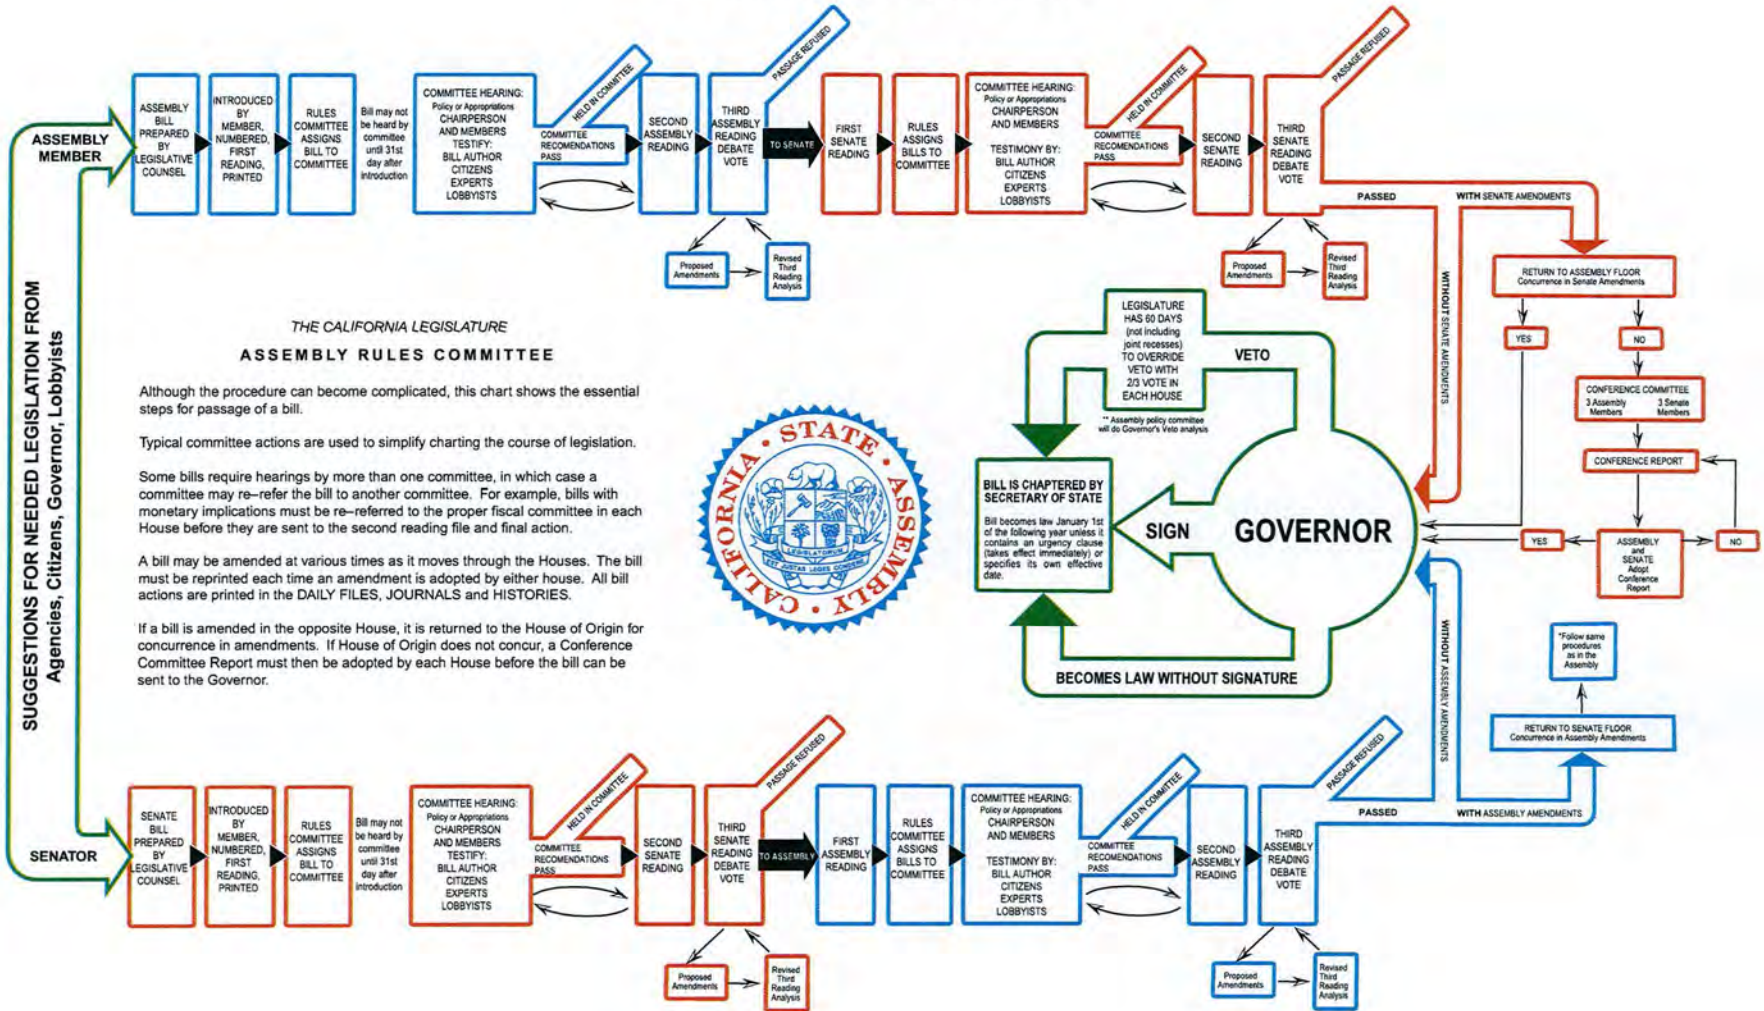 SUGGESTIONS FOR NEEDED LEGISLATION FROM
Agencies, Citizens, Governor, Lobbyists
ASSEMBLY
MEMBER
ASSEMBLY
BILL
PREPARED
BY
LEGISLATIVE
COUNSEL
INTRODUCED
BY
MEMBER,
NUMBERED,
FIRST
READING,
PRINTED
RULES
COMMITTEE
ASSIGNS
BILL TO
COMMITTEE
Bill may not
be heard by
committee
until 31st
day after
introduction
COMMITTEE HEARING:
Policy or Appropriations
CHAIRPERSON
AND MEMBERS
TESTIFY:
BILL AUTHOR
CITIZENS
EXPERTS
LOBBYISTS
HELD IN COMMITTEE
COMMITTEE
RECOMENDATIONS
PASS
SECOND
ASSEMBLY
READING
THIRD
ASSEMBLY
READING
DEBATE
VOTE
PASSAGE REFUSED
Proposed
Amendments
Revised
Third
Reading
Analysis
TO SENATE
FIRST
SENATE
READING
RULES
ASSIGNS
BILLS TO
COMMITTEE
COMMITTEE HEARING:
Policy or Appropriations
CHAIRPERSON
AND MEMBERS
TESTIMONY BY:
BILL AUTHOR
CITIZENS
EXPERTS
LOBBYISTS
HELD IN COMMITTEE
COMMITTEE
RECOMENDATIONS
PASS
SECOND
SENATE
READING
THIRD
SENATE
READING
DEBATE
VOTE
PASSAGE REFUSED
Proposed
Amendments
Revised
Third
Reading
Analysis
PASSED
WITH SENATE AMENDMENTS
WITHOUT SENATE AMENDMENTS
RETURN TO ASSEMBLY FLOOR
Concurrence in Senate Amendments
YES
NO
CONFERENCE COMMITTEE
3 Assembly Members
3 Senate Members
CONFERENCE REPORT
ASSEMBLY
and
SENATE
Adopt
Conference
Report
YES
NO
THE CALIFORNIA LEGISLATURE
ASSEMBLY RULES COMMITTEE
Although the procedure can become complicated, this chart shows the essential
steps for passage of a bill.
Typical committee actions are used to simplify charting the course of legislation.
Some bills require hearings by more than one committee, in which case a
committee may re–refer the bill to another committee. For example, bills with
monetary implications must be re–referred to the proper fiscal committee in each
House before they are sent to the second reading file and final action.
A bill may be amended at various times as it moves through the Houses. The bill
must be reprinted each time an amendment is adopted by either house. All bill
actions are printed in the DAILY FILES, JOURNALS and HISTORIES.
If a bill is amended in the opposite House, it is returned to the House of Origin for
concurrence in amendments. If House of Origin does not concur, a Conference
Committee Report must then be adopted by each House before the bill can be
sent to the Governor.
CALIFORNIA • STATE • ASSEMBLY •
LEGISLATORUM
EST JUSTAS LEGES CONDERE
LEGISLATURE
HAS 60 DAYS
(not including
joint recesses)
TO OVERRIDE
VETO WITH
2/3 VOTE IN
EACH HOUSE
VETO
** Assembly policy committee
will do Governor's Veto analysis
BILL IS CHAPTERED BY
SECRETARY OF STATE
Bill becomes law January 1st
of the following year unless it
contains an urgency clause
(takes effect immediately) or
specifies its own effective
date.
SIGN
GOVERNOR
BECOMES LAW WITHOUT SIGNATURE
*Follow same
procedures
as in the
Assembly
RETURN TO SENATE FLOOR
Concurrence in Assembly Amendments
WITHOUT ASSEMBLY AMENDMENTS
SENATOR
SENATE
BILL
PREPARED
BY
LEGISLATIVE
COUNSEL
INTRODUCED
BY
MEMBER,
NUMBERED,
FIRST
READING,
PRINTED
RULES
COMMITTEE
ASSIGNS
BILL TO
COMMITTEE
Bill may not
be heard by
committee
until 31st
day after
introduction
COMMITTEE HEARING:
Policy or Appropriations
CHAIRPERSON
AND MEMBERS
TESTIFY:
BILL AUTHOR
CITIZENS
EXPERTS
LOBBYISTS
HELD IN COMMITTEE
COMMITTEE
RECOMENDATIONS
PASS
SECOND
SENATE
READING
THIRD
SENATE
READING
DEBATE
VOTE
PASSAGE REFUSED
Proposed
Amendments
Revised
Third
Reading
Analysis
TO ASSEMBLY
FIRST
ASSEMBLY
READING
RULES
COMMITTEE
ASSIGNS
BILLS TO
COMMITTEE
COMMITTEE HEARING:
Policy or Appropriations
CHAIRPERSON
AND MEMBERS
TESTIMONY BY:
BILL AUTHOR
CITIZENS
EXPERTS
LOBBYISTS
HELD IN COMMITTEE
COMMITTEE
RECOMENDATIONS
PASS
SECOND
ASSEMBLY
READING
THIRD
ASSEMBLY
READING
DEBATE
VOTE
PASSAGE REFUSED
Proposed
Amendments
Revised
Third
Reading
Analysis
PASSED
WITH ASSEMBLY AMENDMENTS